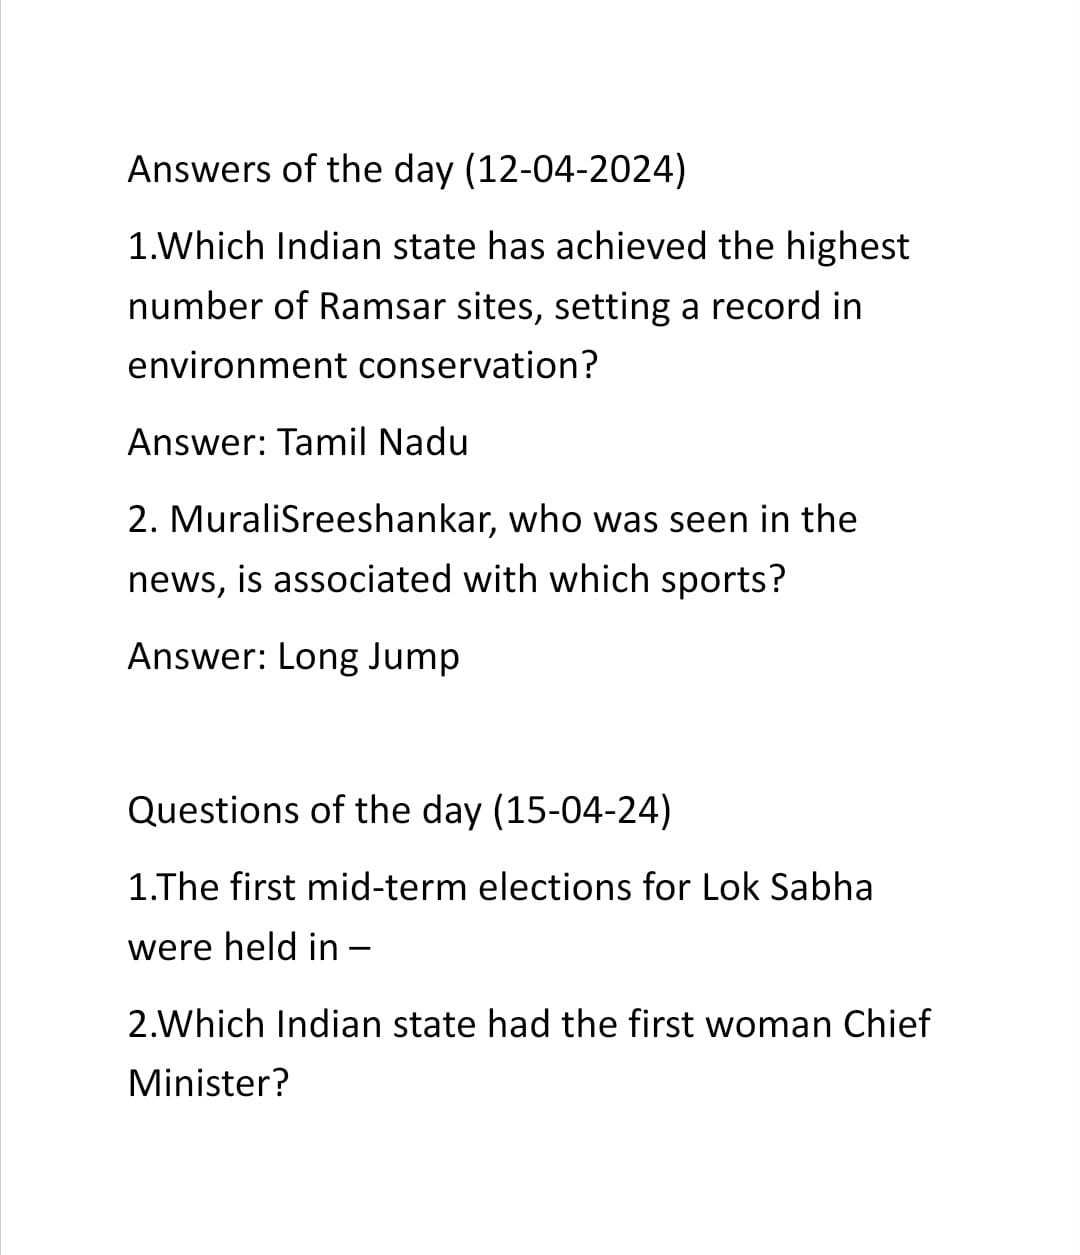 Answers of the day (12-04-2024)
1.Which Indian state has achieved the highest
number of Ramsar sites, setting a record in
environment conservation?
Answer: Tamil Nadu
2. MuraliSreeshankar, who was seen in the
news, is associated with which sports?
Answer: Long Jump
Questions of the day (15-04-24)
1.The first mid-term elections for Lok Sabha
were held in –
2.Which Indian state had the first woman Chief
Minister?